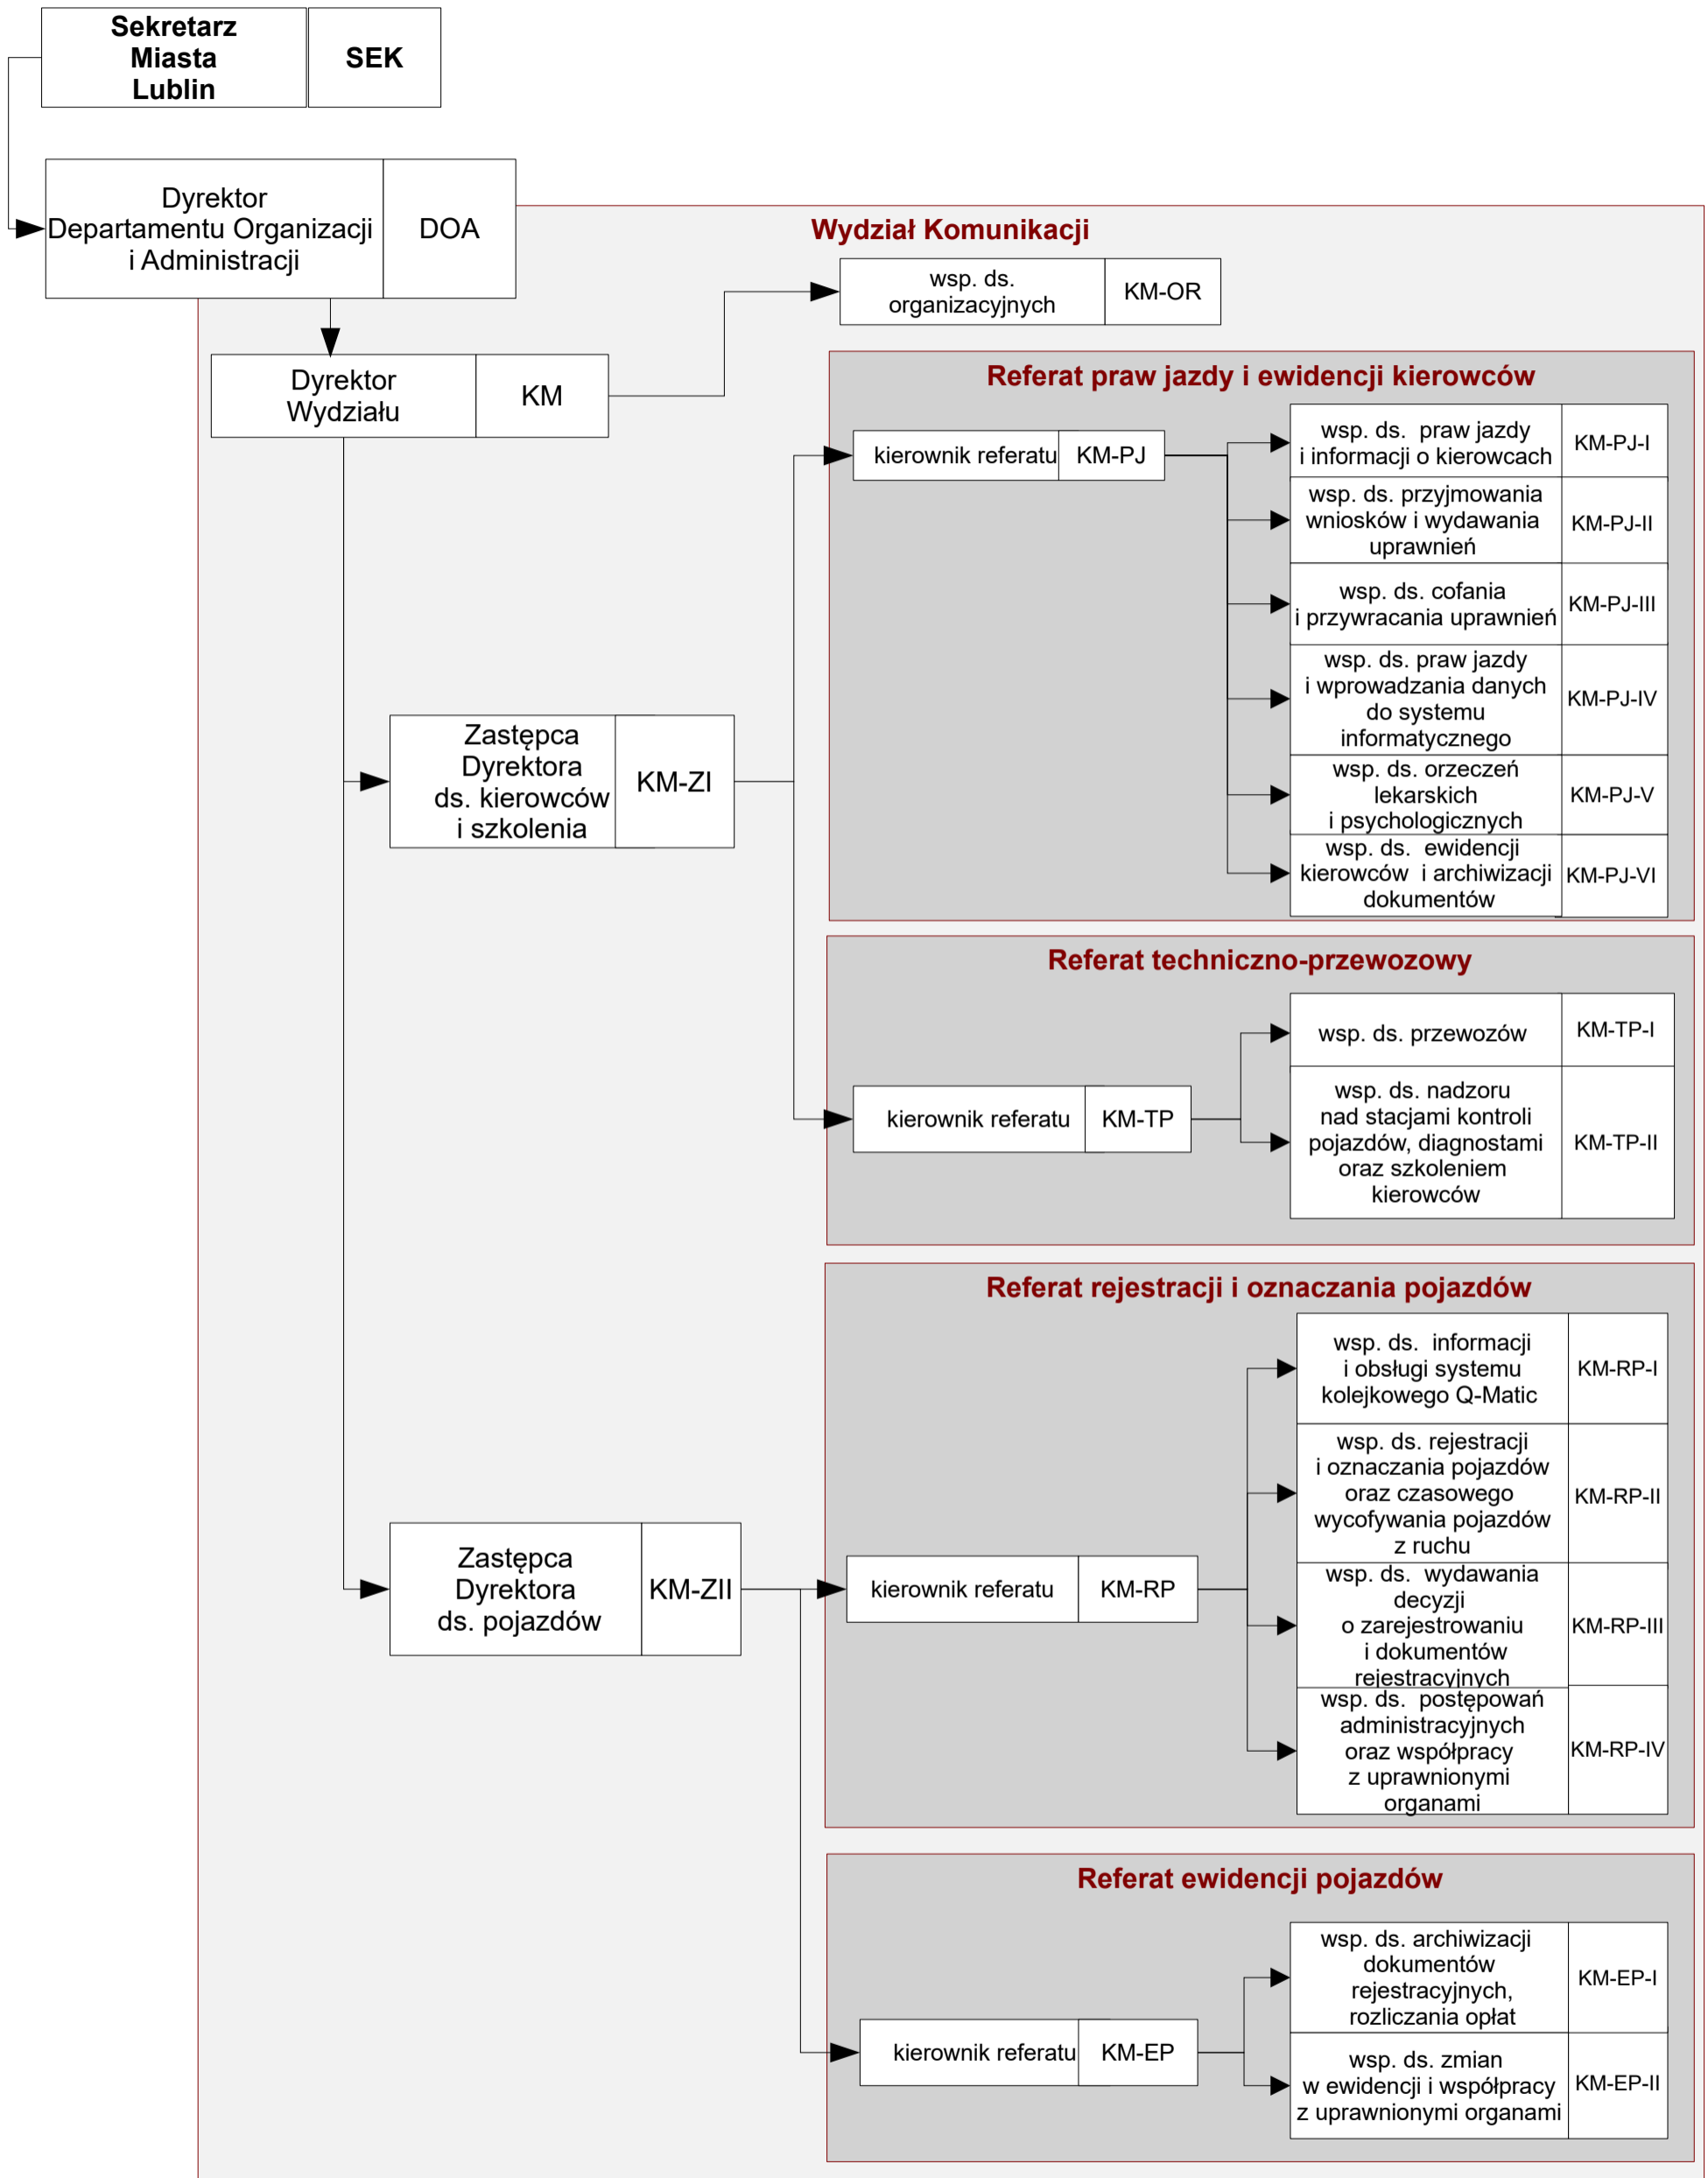 Sekretarz
Miasta
Lublin
SEK
Dyrektor
Departamentu Organizacji
i Administracji
DOA
Wydział Komunikacji
wsp. ds.
organizacyjnych
KM-OR
Dyrektor
Wydziału
KM
Referat praw jazdy i ewidencji kierowców
kierownik referatu
KM-PJ
wsp. ds. praw jazdy
i informacji o kierowcach
KM-PJ-I
wsp. ds. przyjmowania
wniosków i wydawania
uprawnień
KM-PJ-II
wsp. ds. cofania
i przywracania uprawnień
KM-PJ-III
wsp. ds. praw jazdy
i wprowadzania danych
do systemu
informatycznego
KM-PJ-IV
wsp. ds. orzeczeń
lekarskich
i psychologicznych
KM-PJ-V
wsp. ds. ewidencji
kierowców i archiwizacji
dokumentów
KM-PJ-VI
Zastępca
Dyrektora
ds. kierowców
i szkolenia
KM-ZI
Referat techniczno-przewozowy
kierownik referatu
KM-TP
wsp. ds. przewozów
KM-TP-I
wsp. ds. nadzoru
nad stacjami kontroli
pojazdów, diagnostami
oraz szkoleniem
kierowców
KM-TP-II
Referat rejestracji i oznaczania pojazdów
wsp. ds. informacji
i obsługi systemu
kolejkowego Q-Matic
KM-RP-I
wsp. ds. rejestracji
i oznaczania pojazdów
oraz czasowego
wycofywania pojazdów
z ruchu
KM-RP-II
Zastępca
Dyrektora
ds. pojazdów
KM-ZII
kierownik referatu
KM-RP
wsp. ds. wydawania
decyzji
o zarejestrowaniu
i dokumentów
rejestracyjnych
KM-RP-III
wsp. ds. postępowań
administracyjnych
oraz współpracy
z uprawnionymi
organami
KM-RP-IV
Referat ewidencji pojazdów
kierownik referatu
KM-EP
wsp. ds. archiwizacji
dokumentów
rejestracyjnych,
rozliczania opłat
KM-EP-I
wsp. ds. zmian
w ewidencji i współpracy
z uprawnionymi organami
KM-EP-II